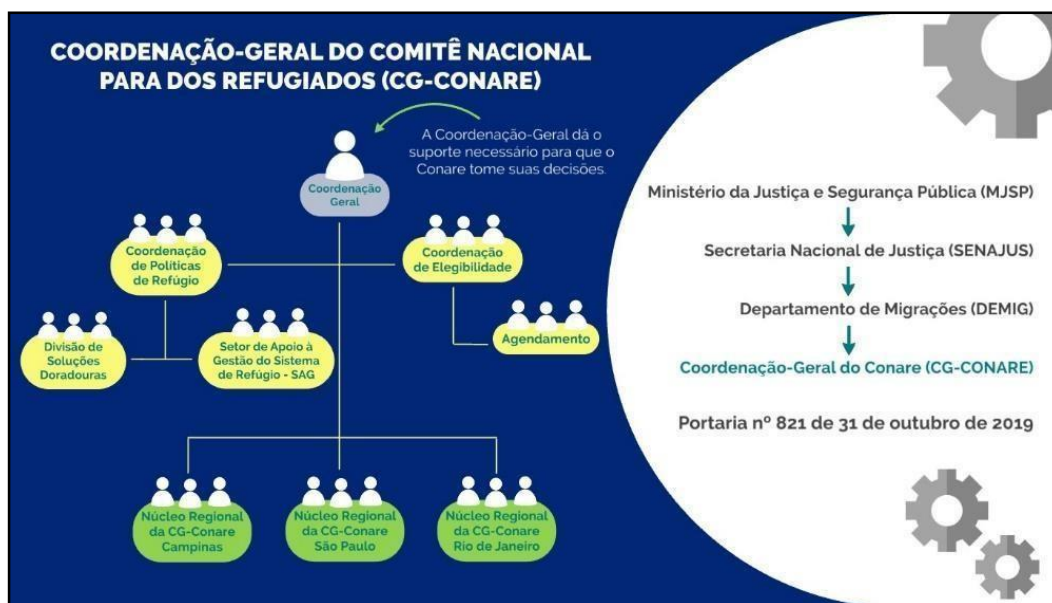 COORDENAÇÃO-GERAL DO COMITÊ NACIONAL
PARA DOS REFUGIADOS (CG-CONARE)
A Coordenação-Geral dá o
suporte necessário para que o
Conare tome suas decisões.
Coordenação
Geral
Coordenação
de Políticas
de Refúgio
Coordenação
de Elegibilidade
Divisão de
Soluções
Doradouras
Setor de Apoio à
Gestão do Sistema
de Refúgio - SAG
Agendamento
Núcleo Regional
da CG-Conare
Campinas
Núcleo Regional
da CG-Conare
São Paulo
Núcleo Regional
da CG-Conare
Rio de Janeiro
Ministério da Justiça e Segurança Pública (MJSP)
Secretaria Nacional de Justiça (SENAJUS)
Departamento de Migrações (DEMIG)
Coordenação-Geral do Conare (CG-CONARE)
Portaria nº 821 de 31 de outubro de 2019